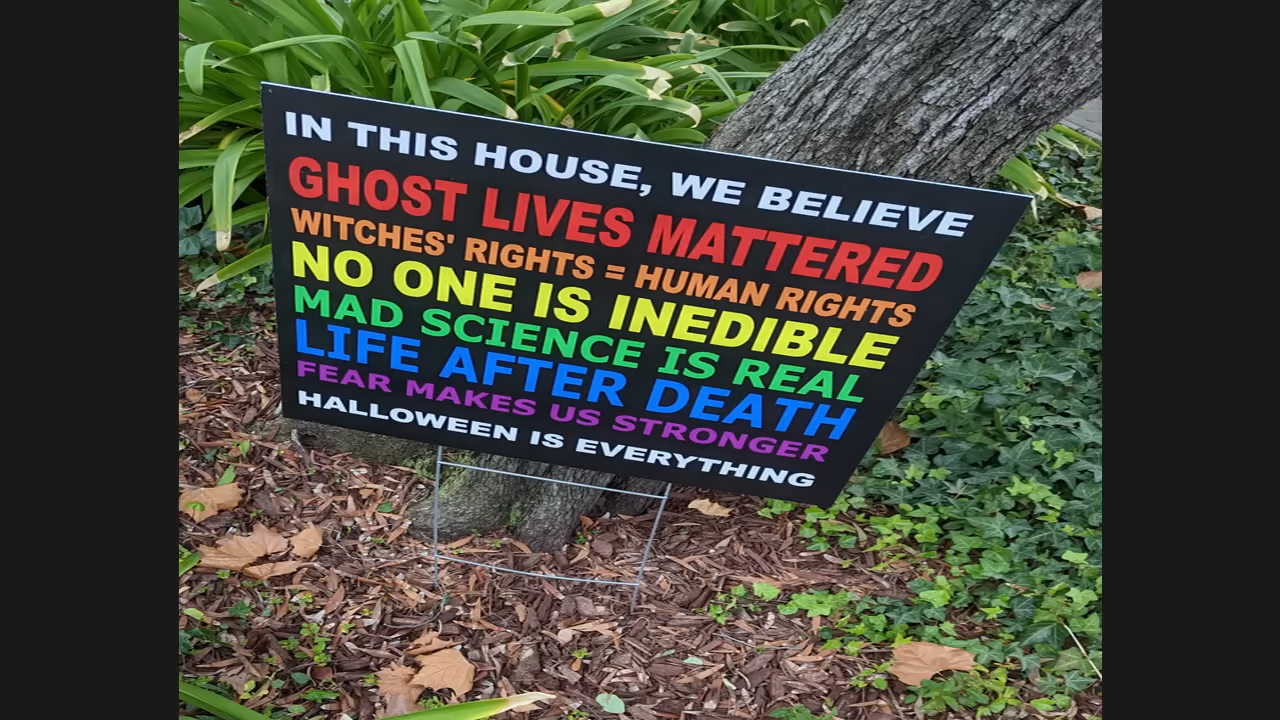 IN THIS HOUSE, WE BELIEVE
GHOST LIVES MATTERED
WITCHES' RIGHTS = HUMAN RIGHTS
NO ONE IS INEDIBLE
MAD SCIENCE IS REAL
LIFE AFTER DEATH
FEAR MAKES US STRONGER
HALLOWEEN IS EVERYTHING